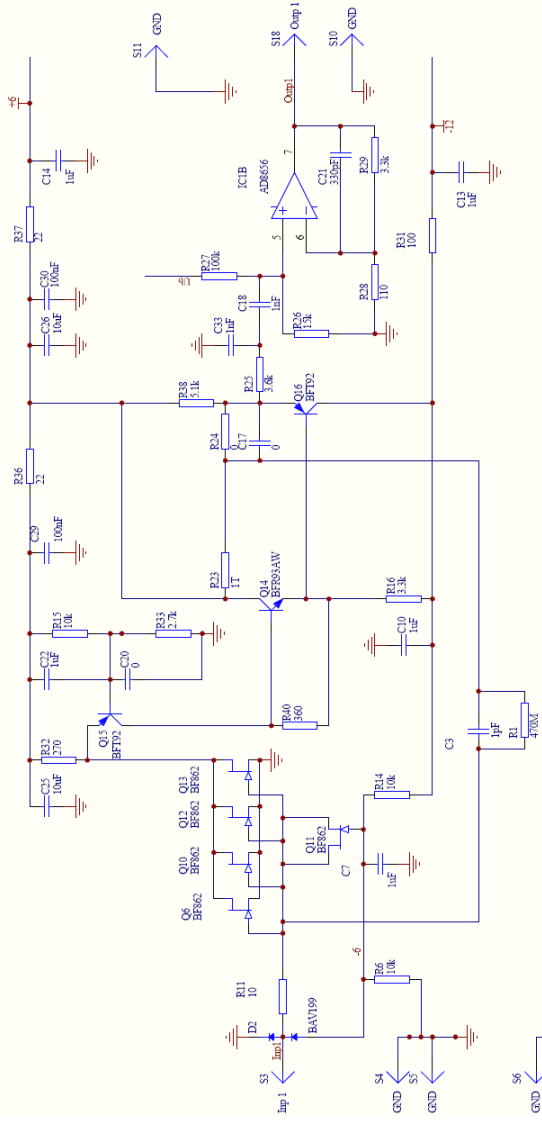 GND
S11
GND
S10
Outp 1
S18
Outp1
+6
-12
C14
1uF
C13
1uF
IC1B
AD8656
7
5
6
C21
330pF
R29
3.3k
R37
22
R31
100
R27
100k
R28
110
C30
100nF
C26
10uF
C18
1nF
C33
1nF
R26
15k
R25
3.6k
R38
5.1k
Q16
BFT92
R24
0
C17
0
R36
22
C29
100nF
R23
1T
Q14
BFR93AW
R16
3.3k
R15
10k
R33
2.7k
C10
1uF
C22
1uF
C20
0
R40
360
Q15
BFT92
R32
270
C3
1pF
R1
470M
C25
10uF
Q13
BF862
Q12
BF862
Q10
BF862
Q6
BF862
Q11
BF862
R14
10k
C7
1uF
-6
R6
10k
R11
10
D2
BAV199
Inp1
S3
Inp 1
S4
GND
S5
GND
S6
GND